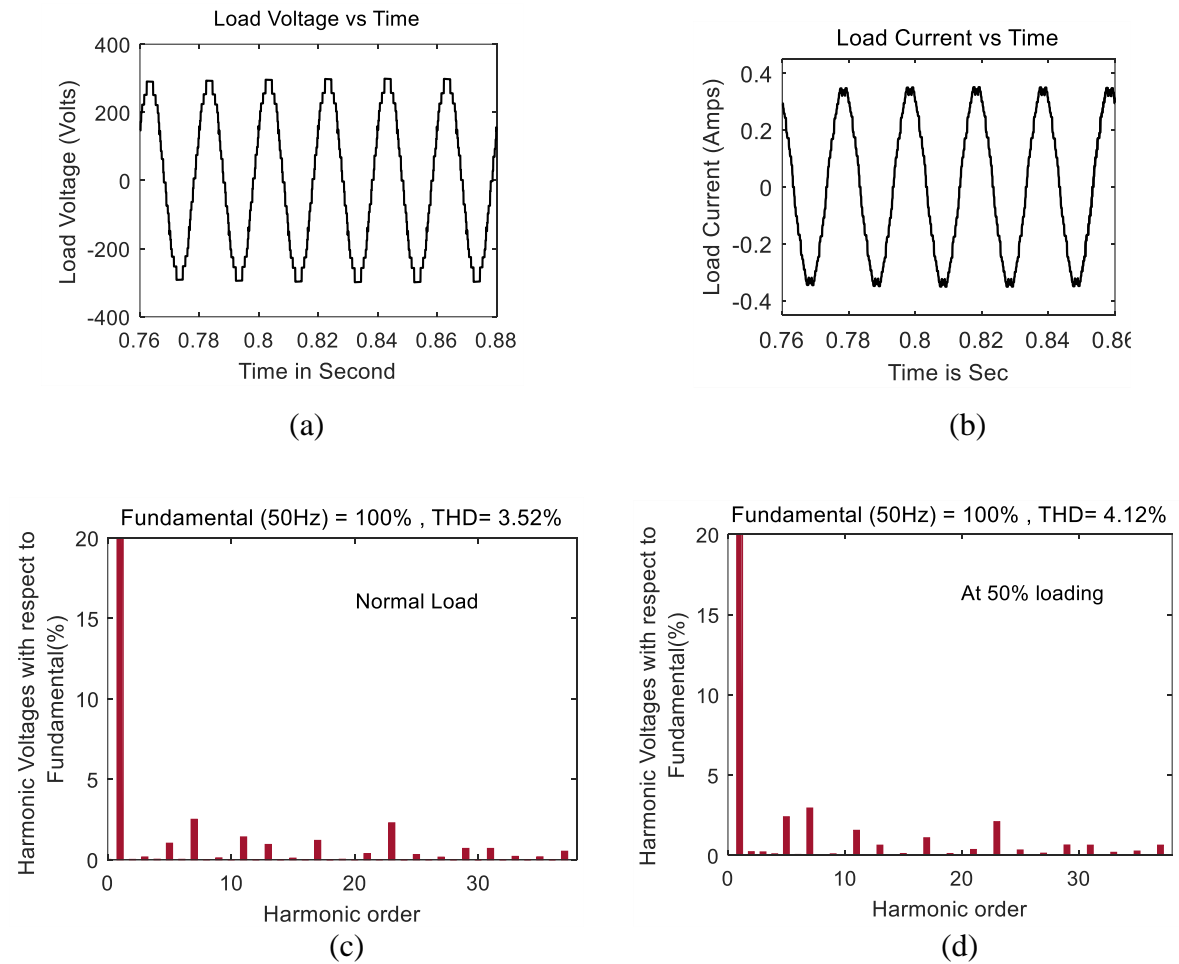 Load Voltage vs Time
400
200
0
-200
-400
Load Voltage (Volts)
0.76 0.78 0.8 0.82 0.84 0.86 0.88
Time in Second
(a)
Load Current vs Time
0.4
0.2
0
-0.2
-0.4
Load Current (Amps)
0.76 0.78 0.8 0.82 0.84 0.86
Time is Sec
(b)
Fundamental (50Hz) = 100% , THD= 3.52%
Normal Load
20
15
10
5
0
Harmonic Voltages with respect to
Fundamental(%)
0 10 20 30
Harmonic order
(c)
Fundamental (50Hz) = 100% , THD= 4.12%
At 50% loading
20
15
10
5
0
Harmonic Voltages with respect to
Fundamental(%)
0 10 20 30
Harmonic order
(d)